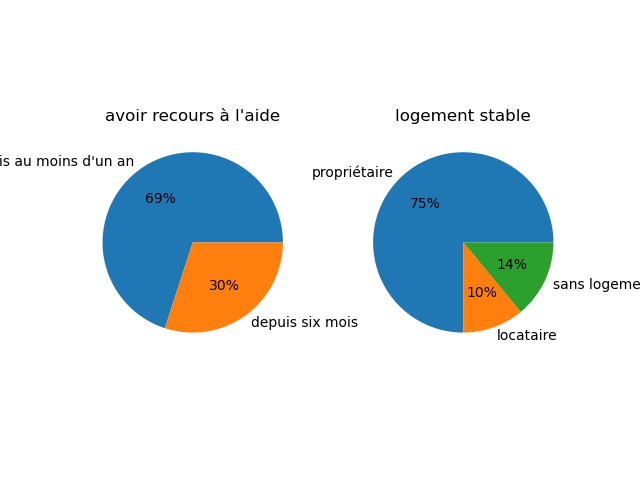 avoir recours à l'aide
is au moins d'un an
69%
30%
depuis six mois
logement stable
propriétaire
75%
14%
10%
sans logeme
locataire